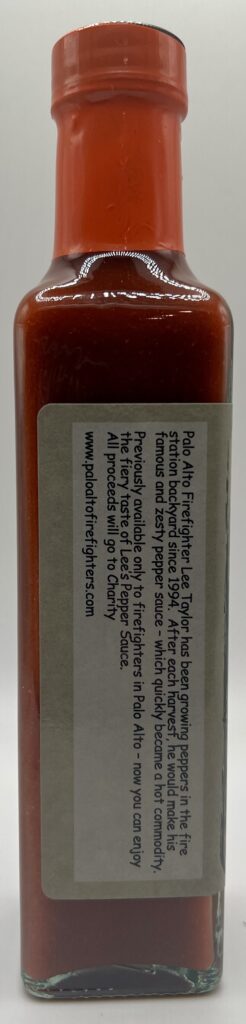 Palo Alto Firefighter Lee Taylor has been growing peppers in the fire
station backyard since 1994. After each harvest, he would make his
famous and zesty pepper sauce - which quickly became a hot commodity.
Previously available only to firefighters in Palo Alto - now you can enjoy
the fiery taste of Lee's Pepper Sauce.
All proceeds will go to Charity
www.paloaltofirefighters.com